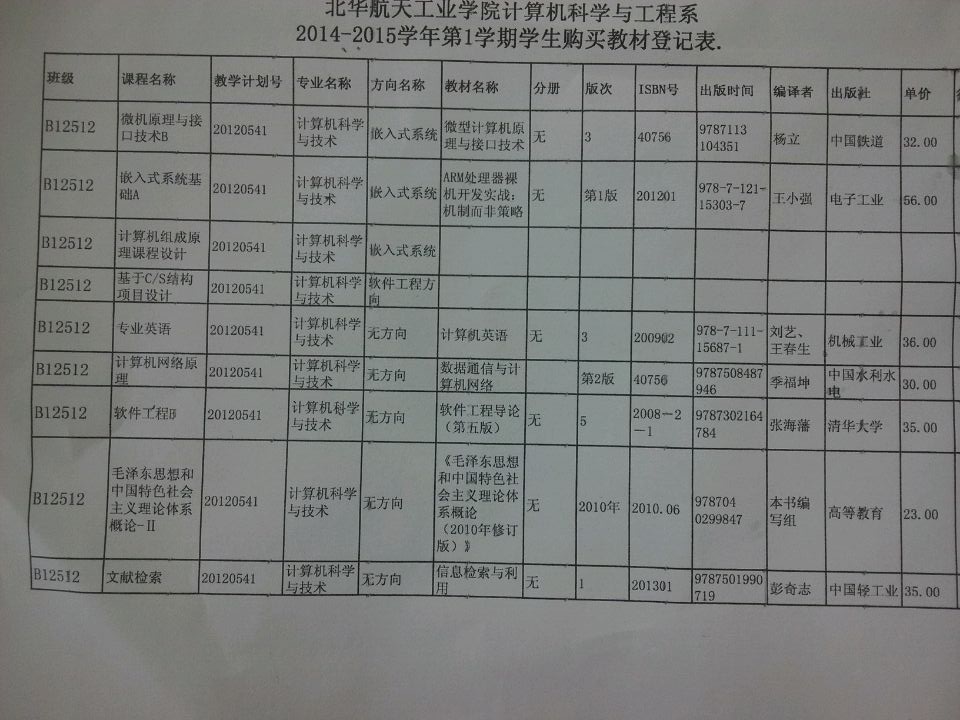 北华航天工业学院计算机科学与工程系
2014-2015学年第1学期学生购买教材登记表.
班级 课程名称 教学计划号 专业名称 方向名称 教材名称 分册 版次 ISBN号 出版时间 编译者 出版社 单价
B12512 微机原理与接口技术B 20120541 计算机科学与技术 嵌入式系统 微型计算机原理与接口技术 无 3 40756 9787113104351 杨立 中国铁道 32.00
B12512 嵌入式系统基础A 20120541 计算机科学与技术 嵌入式系统 ARM处理器裸机开发实战：机制而非策略 无 第1版 201201 978-7-121-15303-7 王小强 电子工业 56.00
B12512 计算机组成原理课程设计 20120541 计算机科学与技术 嵌入式系统
B12512 基于C/S结构项目设计 20120541 计算机科学与技术 软件工程方向
B12512 专业英语 20120541 计算机科学与技术 无方向 计算机英语 无 3 200902 978-7-111-15687-1 刘艺、王春生 机械工业 36.00
B12512 计算机网络原理 20120541 计算机科学与技术 无方向 数据通信与计算机网络 第2版 40756 9787508487946 季福坤 中国水利水电 30.00
B12512 软件工程B 20120541 计算机科学与技术 无方向 软件工程导论（第五版） 无 5 2008-2-1 9787302164784 张海藩 清华大学 35.00
B12512 毛泽东思想和中国特色社会主义理论体系概论-Ⅱ 20120541 计算机科学与技术 无方向 《毛泽东思想和中国特色社会主义理论体系概论（2010年修订版）》 无 2010年 2010.06 9787040299847 本书编写组 高等教育 23.00
B12512 文献检索 20120541 计算机科学与技术 无方向 信息检索与利用 无 1 201301 9787501990719 彭奇志 中国轻工业 35.00